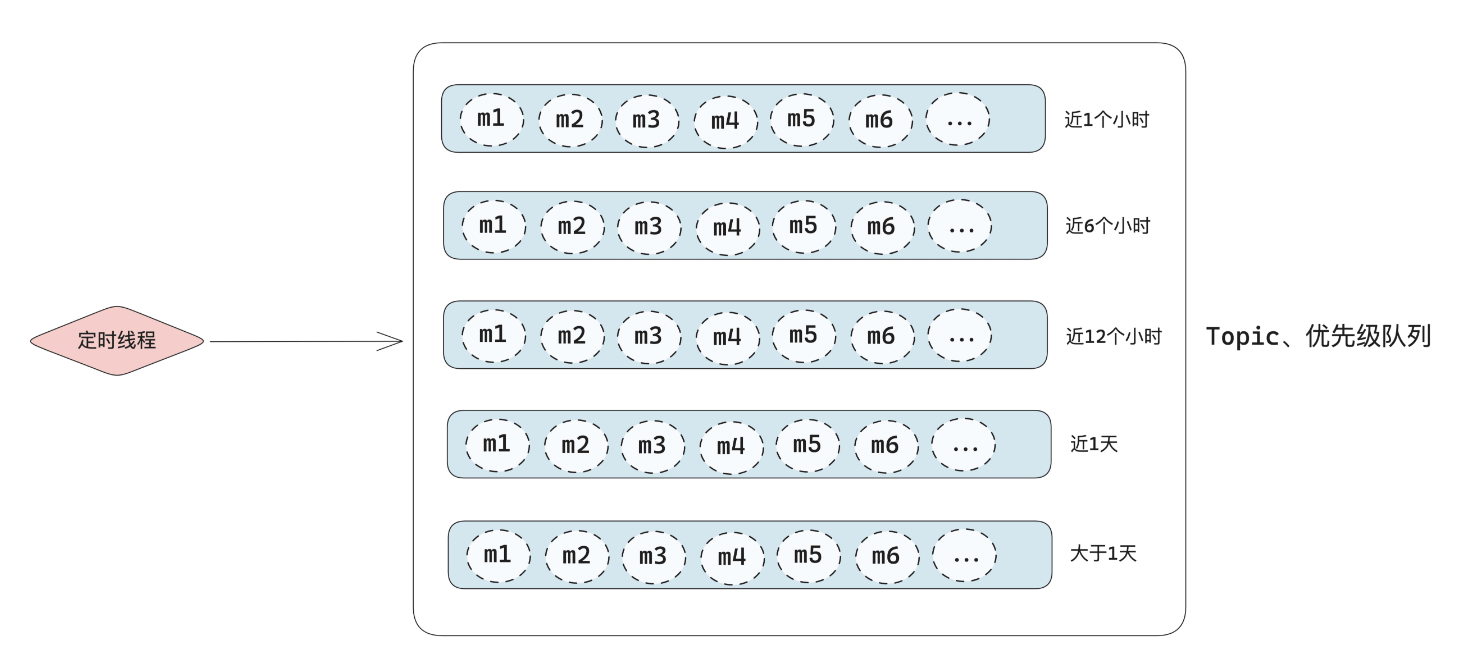 m1 m2 m3 m4 m5 m6 ... 近1个小时
m1 m2 m3 m4 m5 m6 ... 近6个小时
定时线程
m1 m2 m3 m4 m5 m6 ... 近12个小时
Topic、优先级队列
m1 m2 m3 m4 m5 m6 ... 近1天
m1 m2 m3 m4 m5 m6 ... 大于1天